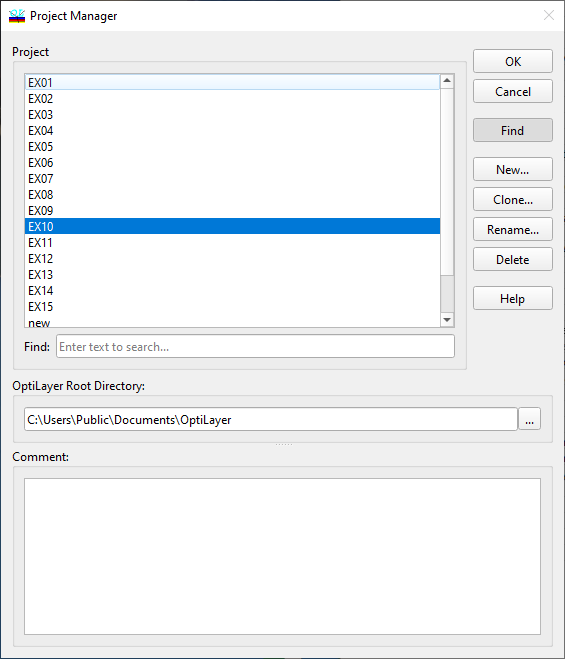 Project Manager
Project
EX01
EX02
EX03
EX04
EX05
EX06
EX07
EX08
EX09
EX10
EX11
EX12
EX13
EX14
EX15
new
Find: Enter text to search...
OK
Cancel
Find
New...
Clone...
Rename...
Delete
Help
OptiLayer Root Directory:
C:\Users\Public\Documents\OptiLayer ...
Comment: